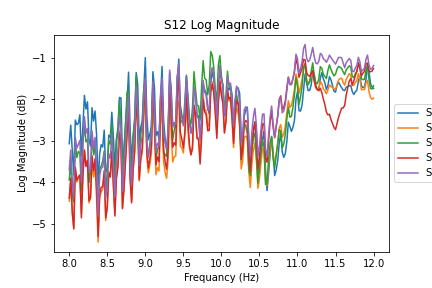 S12 Log Magnitude
Log Magnitude (dB)
−1
−2
−3
−4
−5
8.0 8.5 9.0 9.5 10.0 10.5 11.0 11.5 12.0
Frequancy (Hz)
S
S
S
S
S